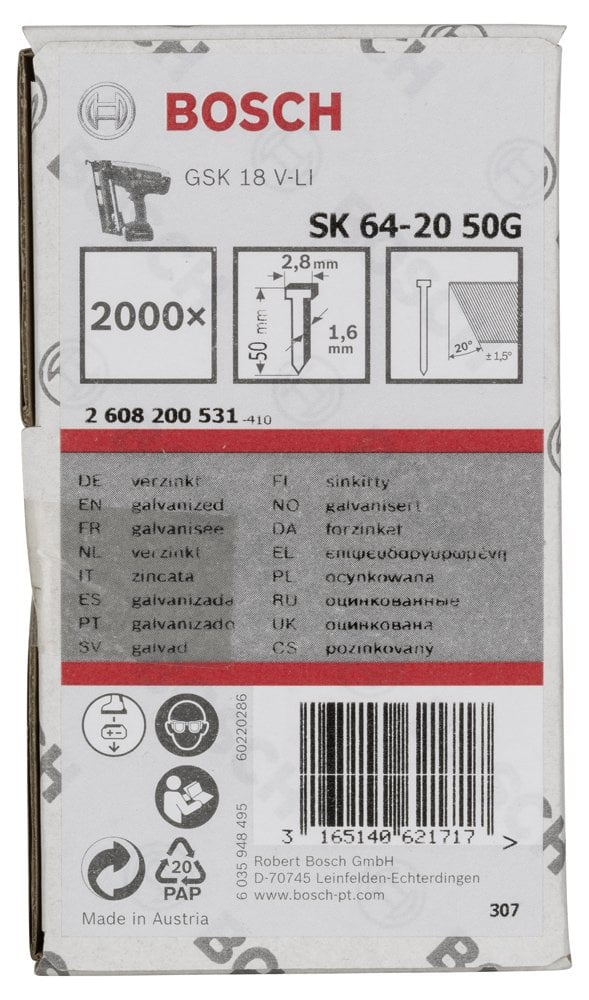 BOSCH
GSK 18 V-LI
SK 64-20 50G
2000×
2,8 mm
50 mm
1,6 mm
20°
± 1,5°
2 608 200 531 -410
DE verzinkt FI sinkitty
EN galvanized NO galvanisert
FR galvanisée DA forzinket
NL verzinkt EL επιψευδαργυρωμένη
IT zincata PL ocynkowana
ES galvanizada RU оцинкованные
PT galvanizado UK оцинкована
SV galvad CS pozinkovaný
60220286
6 035 948 495
3 165140 621717 >
20
PAP
Robert Bosch GmbH
D-70745 Leinfelden-Echterdingen
www.bosch-pt.com
Made in Austria
307